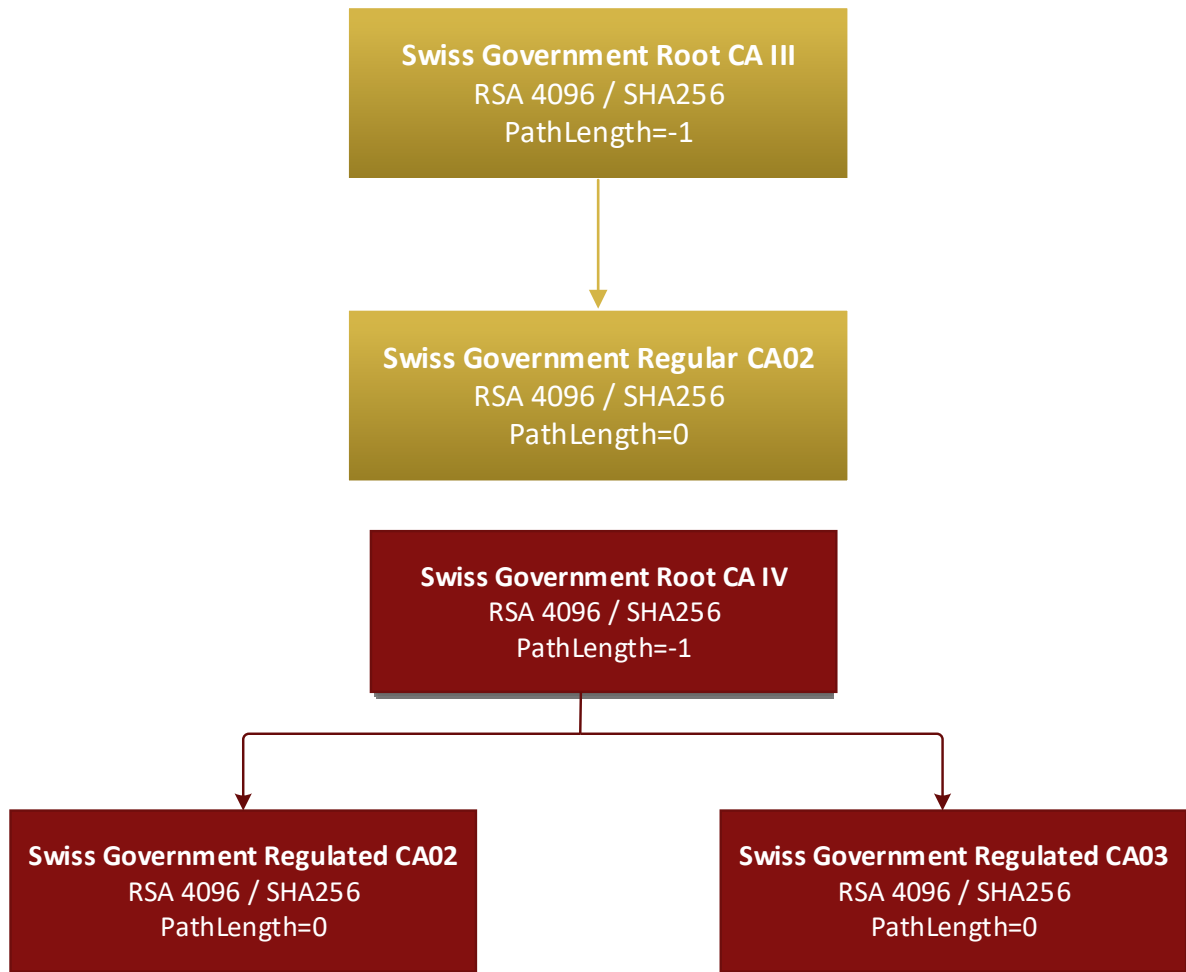 Swiss Government Root CA III
RSA 4096 / SHA256
PathLength=-1
Swiss Government Regular CA02
RSA 4096 / SHA256
PathLength=0
Swiss Government Root CA IV
RSA 4096 / SHA256
PathLength=-1
Swiss Government Regulated CA02
RSA 4096 / SHA256
PathLength=0
Swiss Government Regulated CA03
RSA 4096 / SHA256
PathLength=0